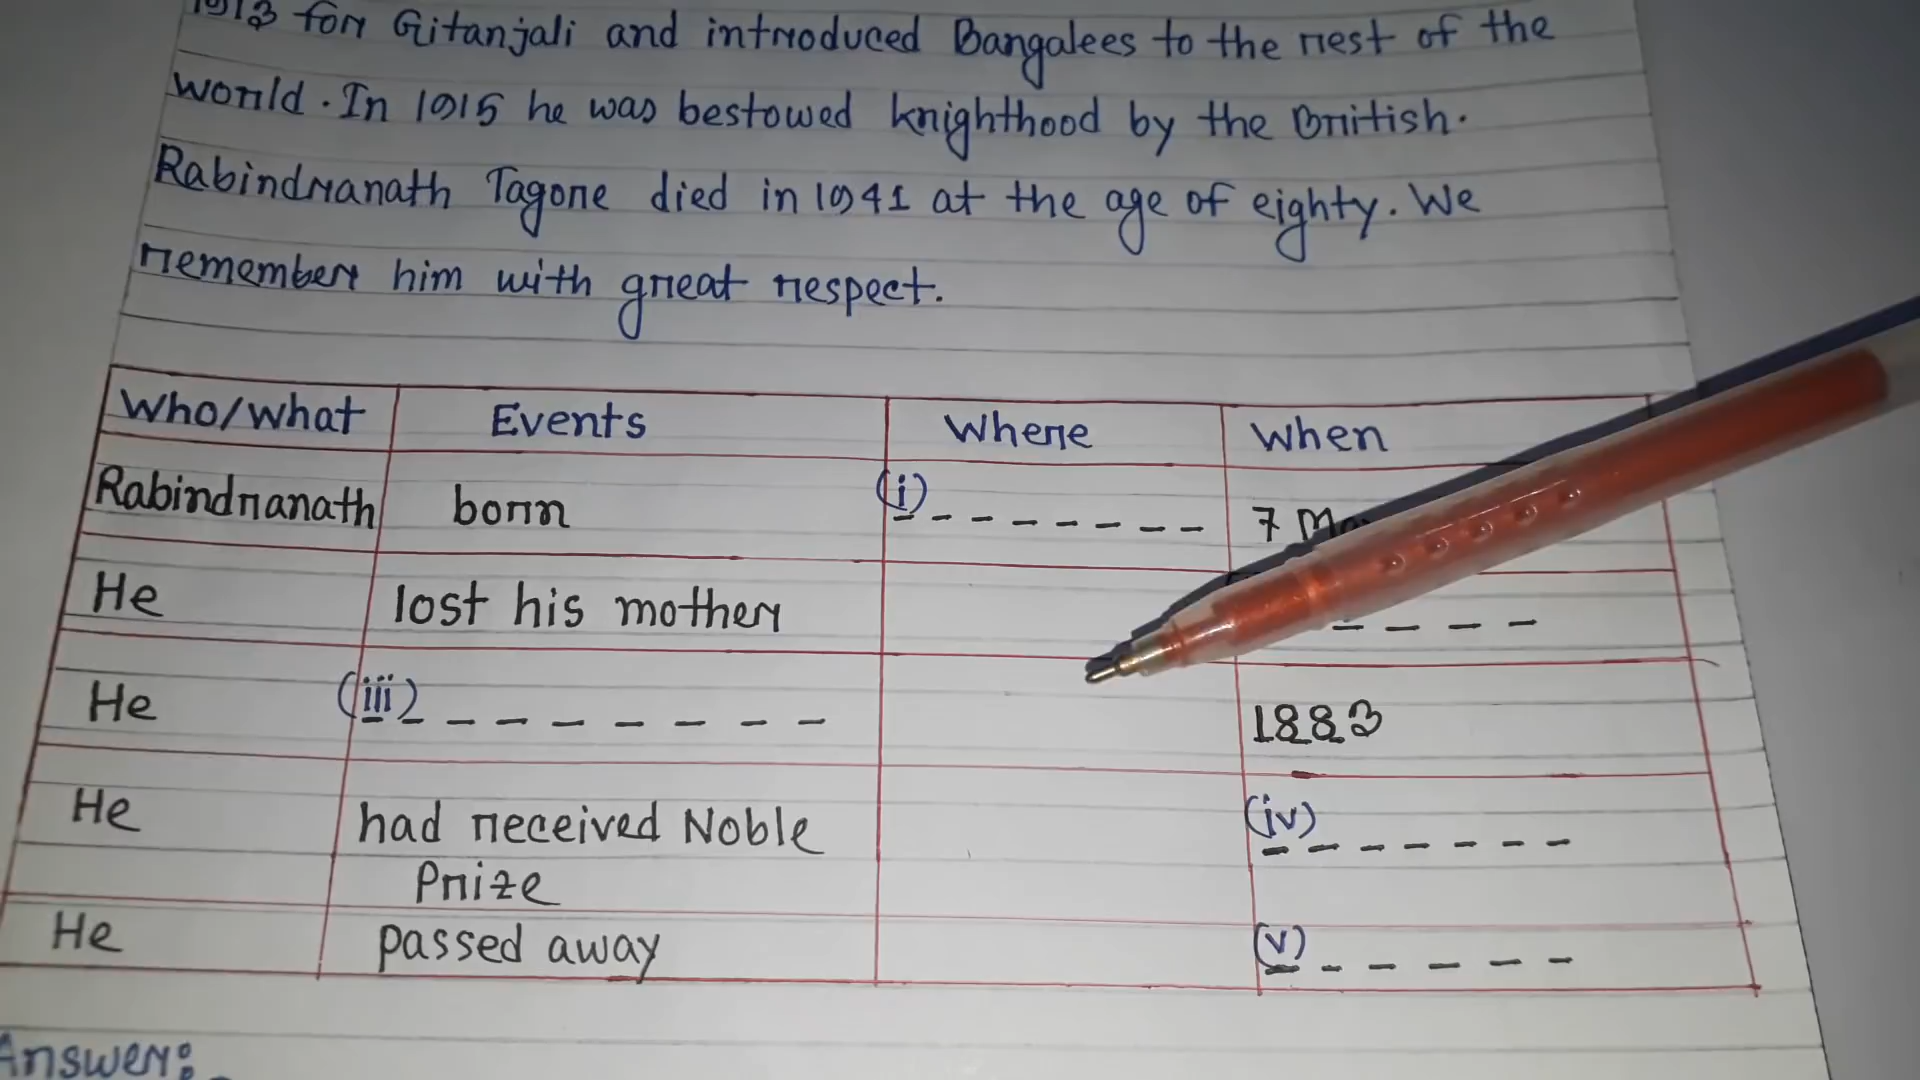 1913 for Gitanjali and introduced Bangalees to the rest of the
world. In 1915 he was bestowed knighthood by the British.
Rabindranath Tagore died in 1941 at the age of eighty. We
remember him with great respect.
Who/What Events Where When
Rabindranath born (i) _ _ _ _ _ _ _ _ 7
He lost his mother _ _ _ _
He (iii) _ _ _ _ _ _ _ _ _ _ 1883
He had received Noble (iv) _ _ _ _ _ _ _
Prize
He passed away (v) _ _ _ _ _ _
Answer: